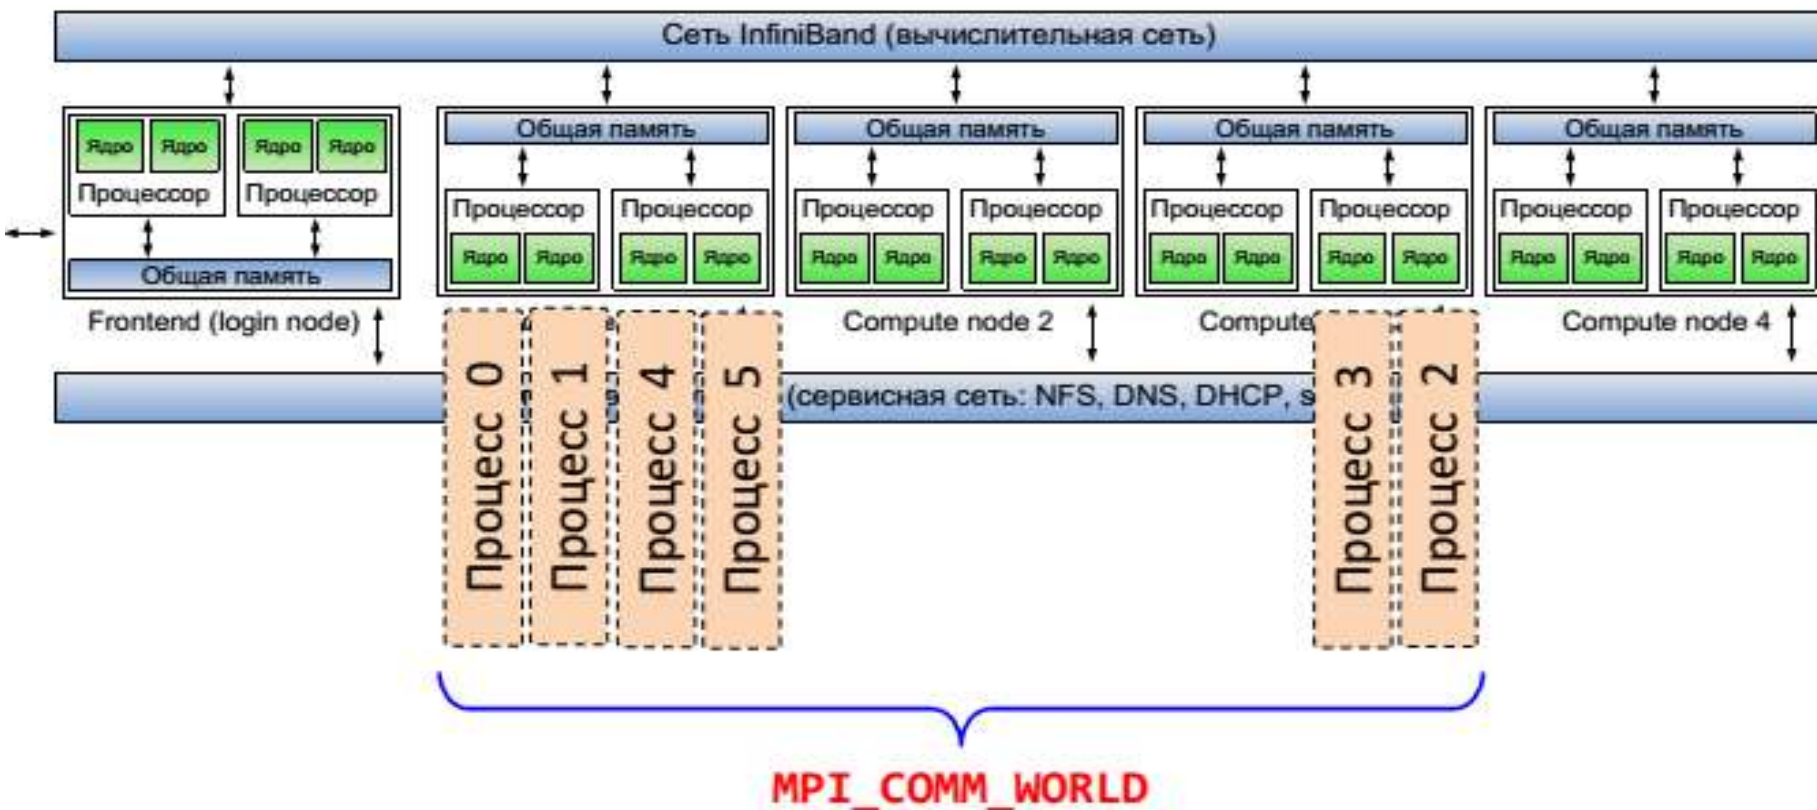 Сеть InfiniBand (вычислительная сеть)
Ядро Ядро Ядро Ядро
Процессор Процессор
Общая память
Frontend (login node)
Общая память
Процессор Процессор
Ядро Ядро Ядро Ядро
Общая память
Процессор Процессор
Ядро Ядро Ядро Ядро
Compute node 2
Общая память
Процессор Процессор
Ядро Ядро Ядро Ядро
Compute
Общая память
Процессор Процессор
Ядро Ядро Ядро Ядро
Compute node 4
(сервисная сеть: NFS, DNS, DHCP, s
Процесс 0
Процесс 1
Процесс 4
Процесс 5
Процесс 3
Процесс 2
MPI_COMM_WORLD